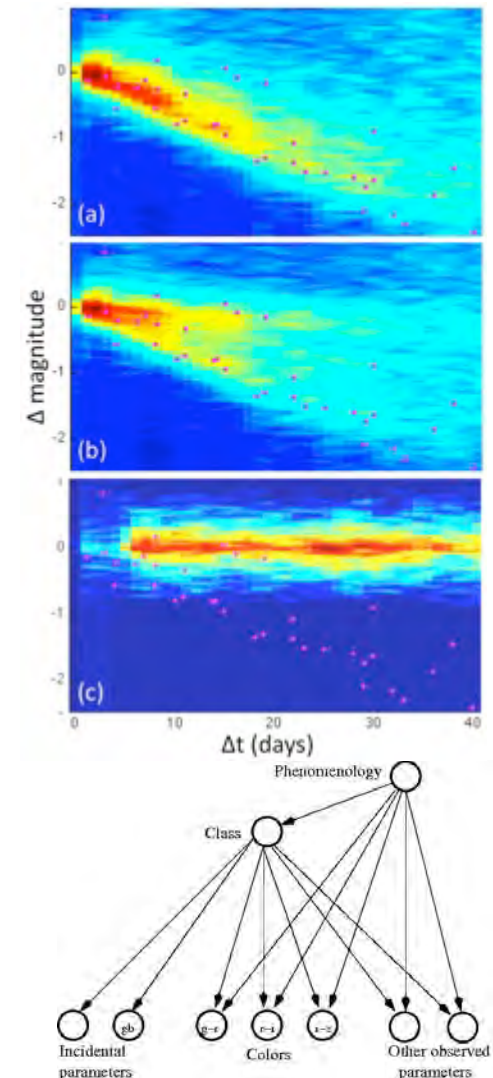 0
-1
-2
(a)
0
-1
-2
(b)
Δ magnitude
0
-1
-2
(c)
0 10 20 30 40
Δt (days)
Phenomenology
Class
gb g-r r-i i-z
Incidental parameters
Colors
Other observed parameters